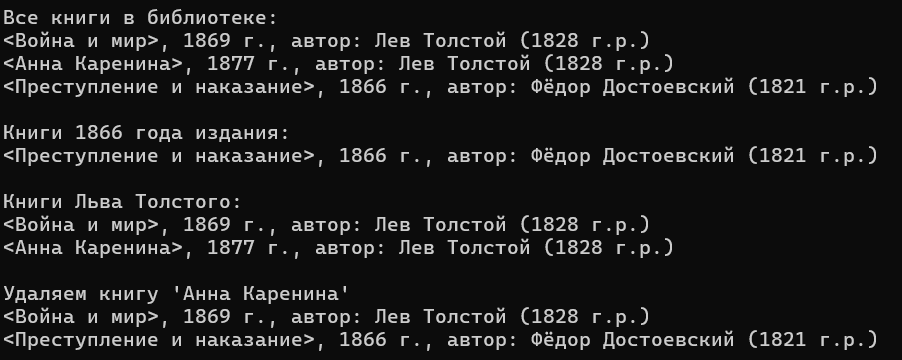 Все книги в библиотеке:
<Война и мир>, 1869 г., автор: Лев Толстой (1828 г.р.)
<Анна Каренина>, 1877 г., автор: Лев Толстой (1828 г.р.)
<Преступление и наказание>, 1866 г., автор: Фёдор Достоевский (1821 г.р.)
Книги 1866 года издания:
<Преступление и наказание>, 1866 г., автор: Фёдор Достоевский (1821 г.р.)
Книги Льва Толстого:
<Война и мир>, 1869 г., автор: Лев Толстой (1828 г.р.)
<Анна Каренина>, 1877 г., автор: Лев Толстой (1828 г.р.)
Удаляем книгу 'Анна Каренина'
<Война и мир>, 1869 г., автор: Лев Толстой (1828 г.р.)
<Преступление и наказание>, 1866 г., автор: Фёдор Достоевский (1821 г.р.)